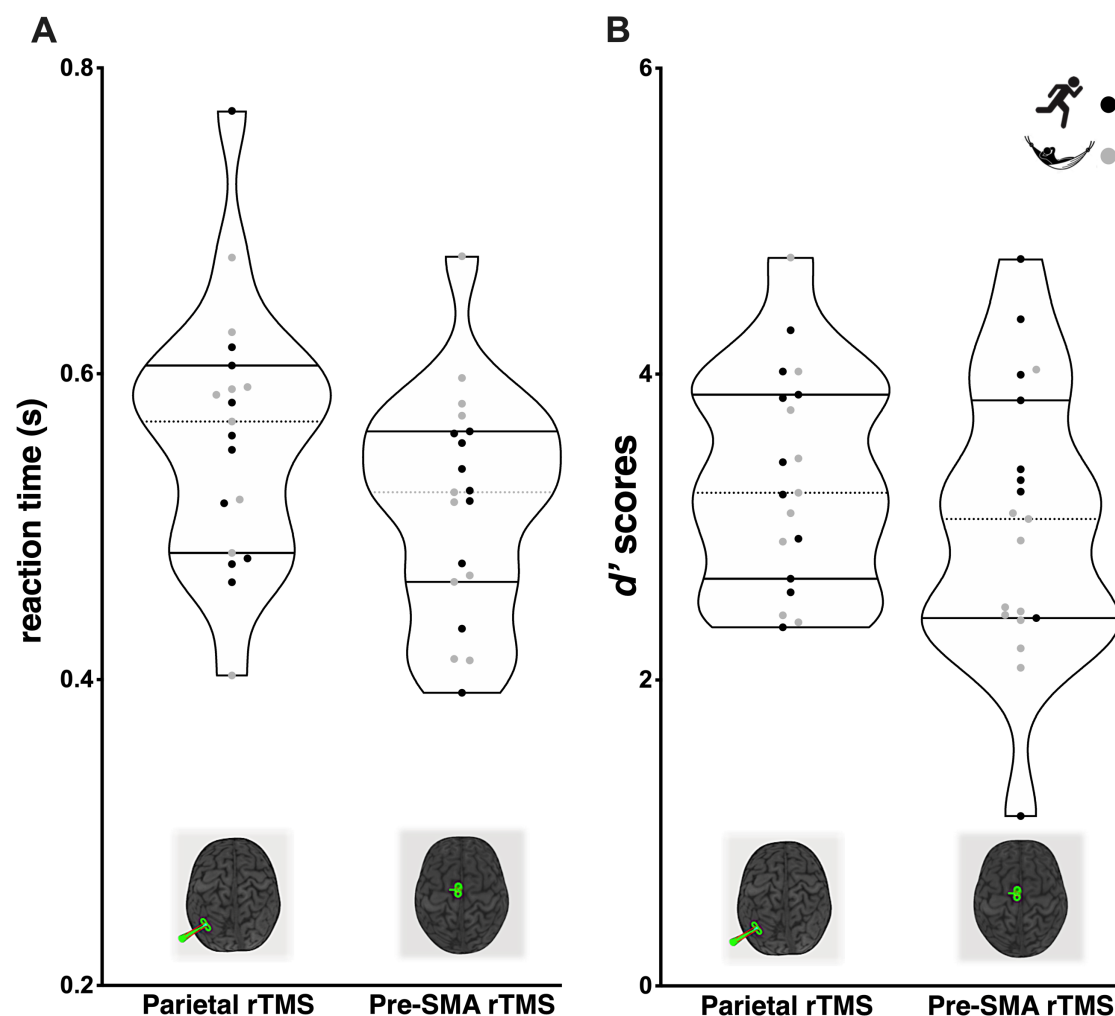 A
B
0.8
0.6
0.4
0.2
reaction time (s)
Parietal rTMS
Pre-SMA rTMS
6
4
2
0
d' scores
Parietal rTMS
Pre-SMA rTMS